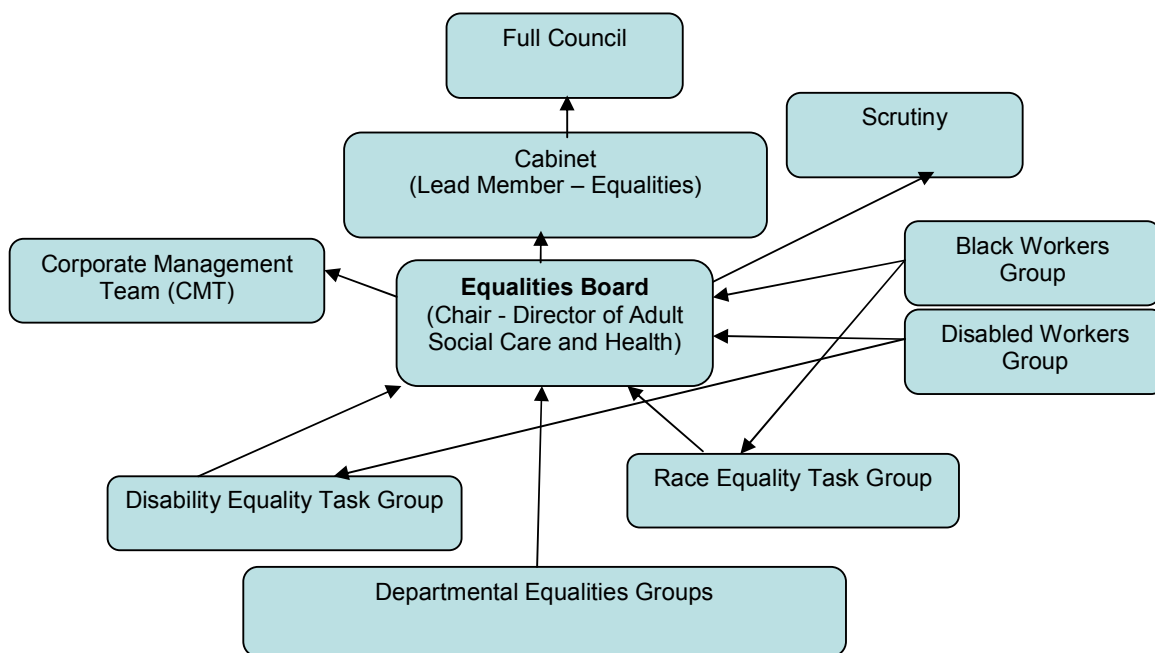 Full Council
Scrutiny
Cabinet
(Lead Member – Equalities)
Black Workers
Group
Corporate Management
Team (CMT)
Equalities Board
(Chair - Director of Adult
Social Care and Health)
Disabled Workers
Group
Race Equality Task Group
Disability Equality Task Group
Departmental Equalities Groups